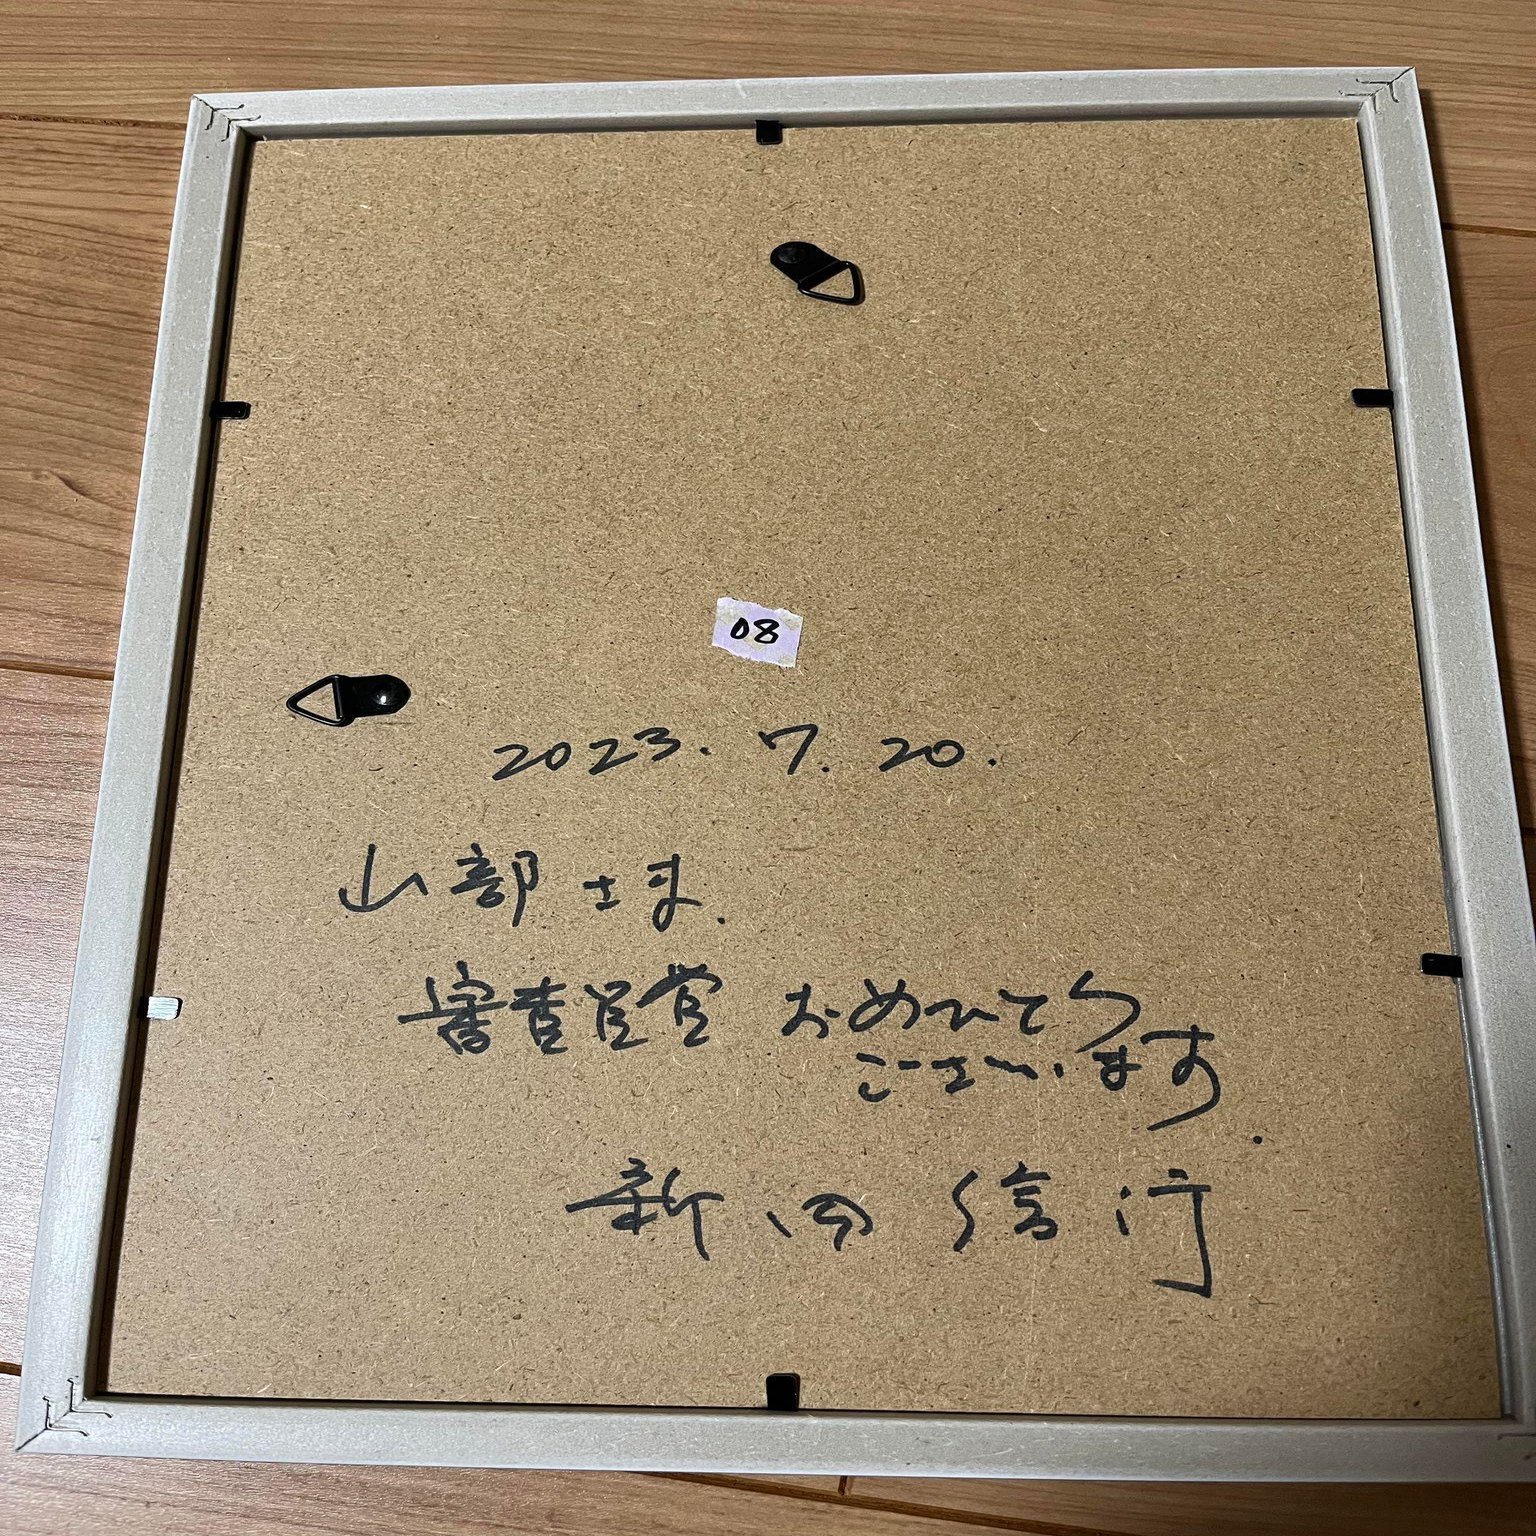 08
2023. 7. 20.
山部さま.
審査員賞 おめでとう
ございます.
新田 信行